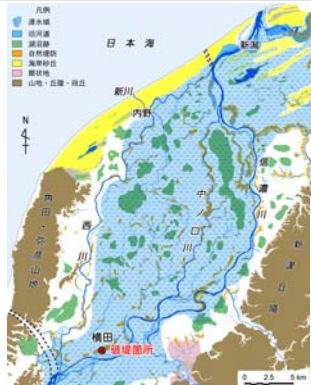 凡例
湛水域
旧河道
湖沼跡
自然堤防
海岸砂丘
扇状地
山地・丘陵・段丘
日本海
新潟
新川
内野
N
信濃川
中ノ口川
西川
角田・弥彦山地
新津丘陵
横田
破堤箇所
0 2.5 5 km